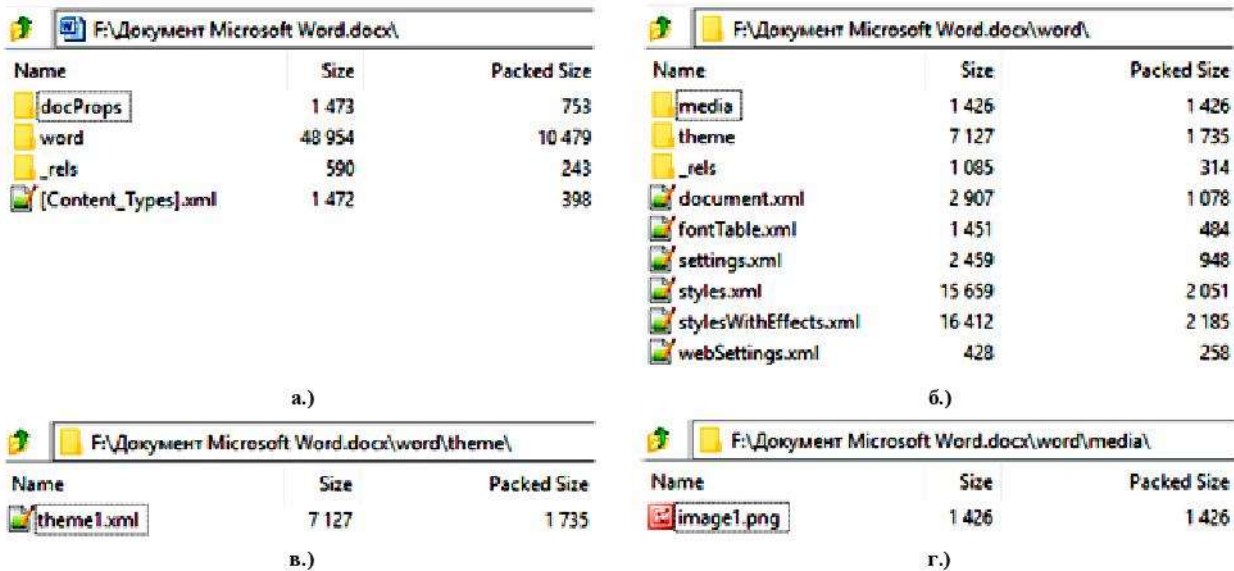 F:\Документ Microsoft Word.docx\
Name Size Packed Size
docProps 1 473 753
word 48 954 10 479
_rels 590 243
[Content_Types].xml 1 472 398
а.)
F:\Документ Microsoft Word.docx\word\
Name Size Packed Size
media 1 426 1 426
theme 7 127 1 735
_rels 1 085 314
document.xml 2 907 1 078
fontTable.xml 1 451 484
settings.xml 2 459 948
styles.xml 15 659 2 051
stylesWithEffects.xml 16 412 2 185
webSettings.xml 428 258
б.)
F:\Документ Microsoft Word.docx\word\theme\
Name Size Packed Size
theme1.xml 7 127 1 735
в.)
F:\Документ Microsoft Word.docx\word\media\
Name Size Packed Size
image1.png 1 426 1 426
г.)